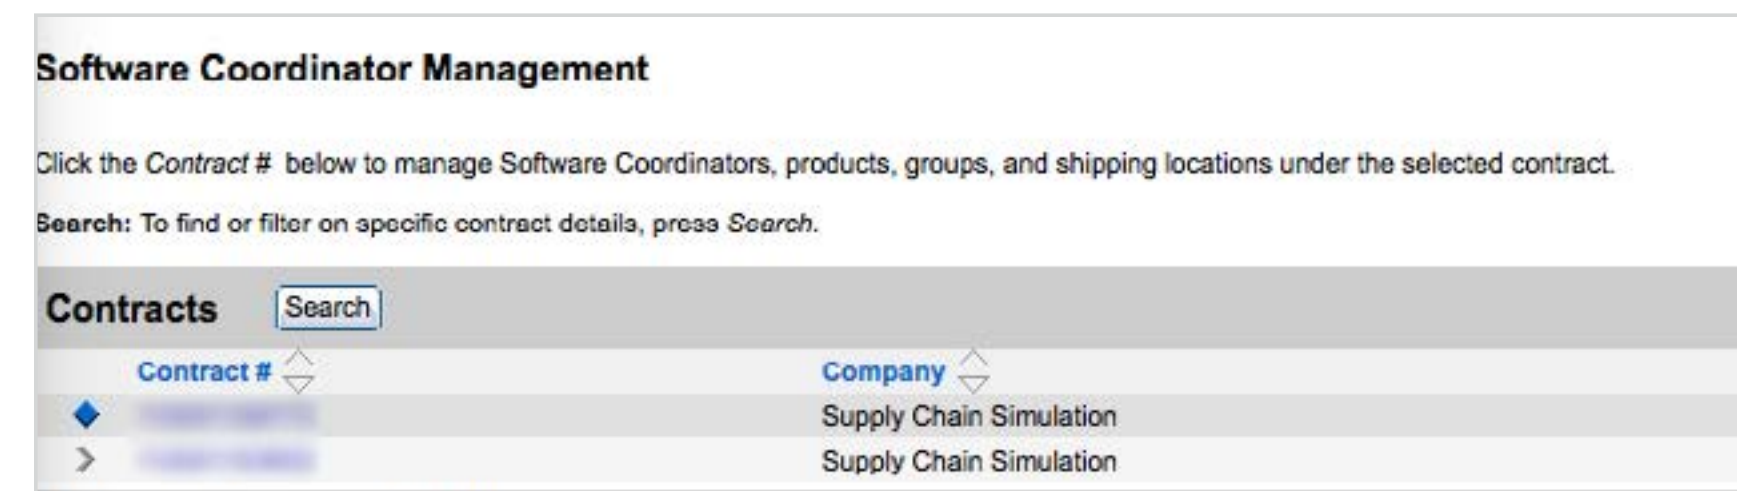 Software Coordinator Management
Click the Contract # below to manage Software Coordinators, products, groups, and shipping locations under the selected contract.
Search: To find or filter on specific contract details, press Search.
Contracts Search
Contract # Company
Supply Chain Simulation
Supply Chain Simulation